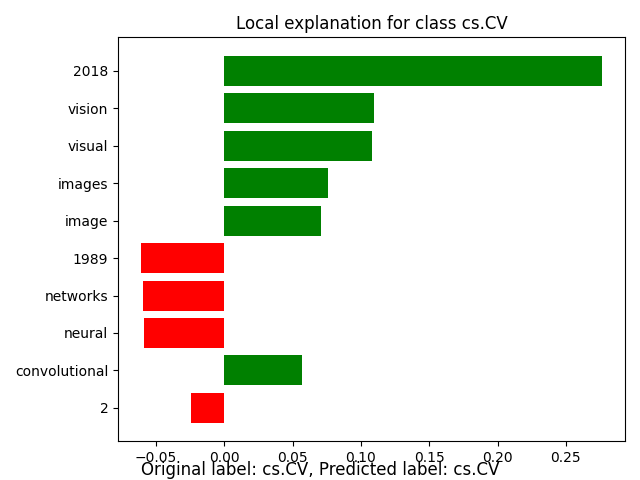 Local explanation for class cs.CV
2018
vision
visual
images
image
1989
networks
neural
convolutional
2
−0.05 0.00 0.05 0.10 0.15 0.20 0.25
Original label: cs.CV, Predicted label: cs.CV